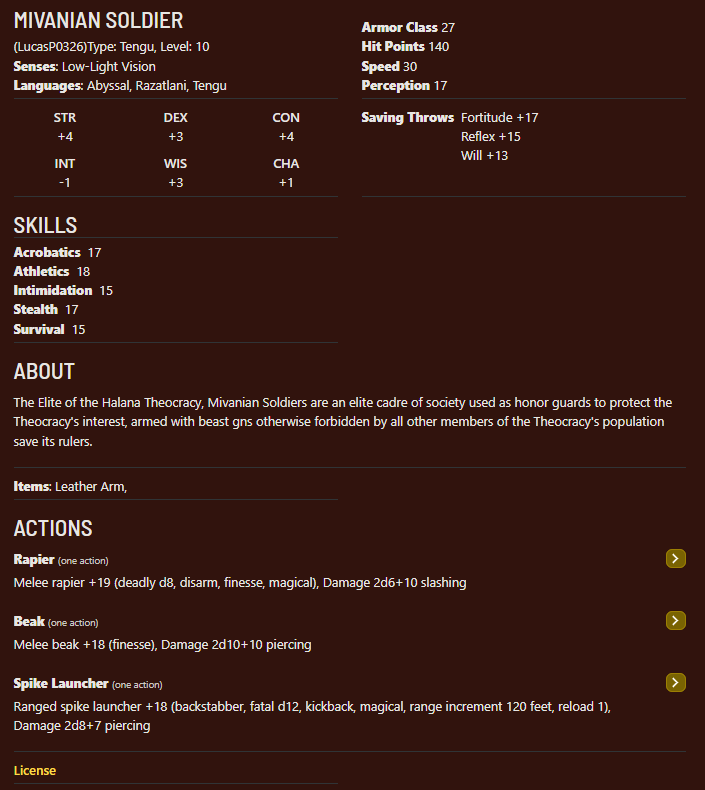 MIVANIAN SOLDIER
(LucasP0326)Type: Tengu, Level: 10
Senses: Low-Light Vision
Languages: Abyssal, Razatlani, Tengu
Armor Class 27
Hit Points 140
Speed 30
Perception 17
STR DEX CON
+4 +3 +4
INT WIS CHA
-1 +3 +1
Saving Throws Fortitude +17
Reflex +15
Will +13
SKILLS
Acrobatics 17
Athletics 18
Intimidation 15
Stealth 17
Survival 15
ABOUT
The Elite of the Halana Theocracy, Mivanian Soldiers are an elite cadre of society used as honor guards to protect the
Theocracy's interest, armed with beast gns otherwise forbidden by all other members of the Theocracy's population
save its rulers.
Items: Leather Arm,
ACTIONS
Rapier (one action)
Melee rapier +19 (deadly d8, disarm, finesse, magical), Damage 2d6+10 slashing
Beak (one action)
Melee beak +18 (finesse), Damage 2d10+10 piercing
Spike Launcher (one action)
Ranged spike launcher +18 (backstabber, fatal d12, kickback, magical, range increment 120 feet, reload 1),
Damage 2d8+7 piercing
License